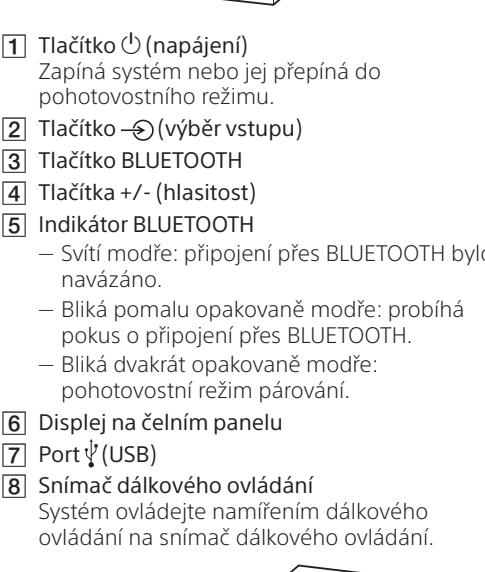 1 Tlačítko ⏻ (napájení)
Zapíná systém nebo jej přepíná do
pohotovostního režimu.
2 Tlačítko (výběr vstupu)
3 Tlačítko BLUETOOTH
4 Tlačítka +/- (hlasitost)
5 Indikátor BLUETOOTH
– Svítí modře: připojení přes BLUETOOTH bylo
navázáno.
– Bliká pomalu opakovaně modře: probíhá
pokus o připojení přes BLUETOOTH.
– Bliká dvakrát opakovaně modře:
pohotovostní režim párování.
6 Displej na čelním panelu
7 Port (USB)
8 Snímač dálkového ovládání
Systém ovládejte namířením dálkového
ovládání na snímač dálkového ovládání.